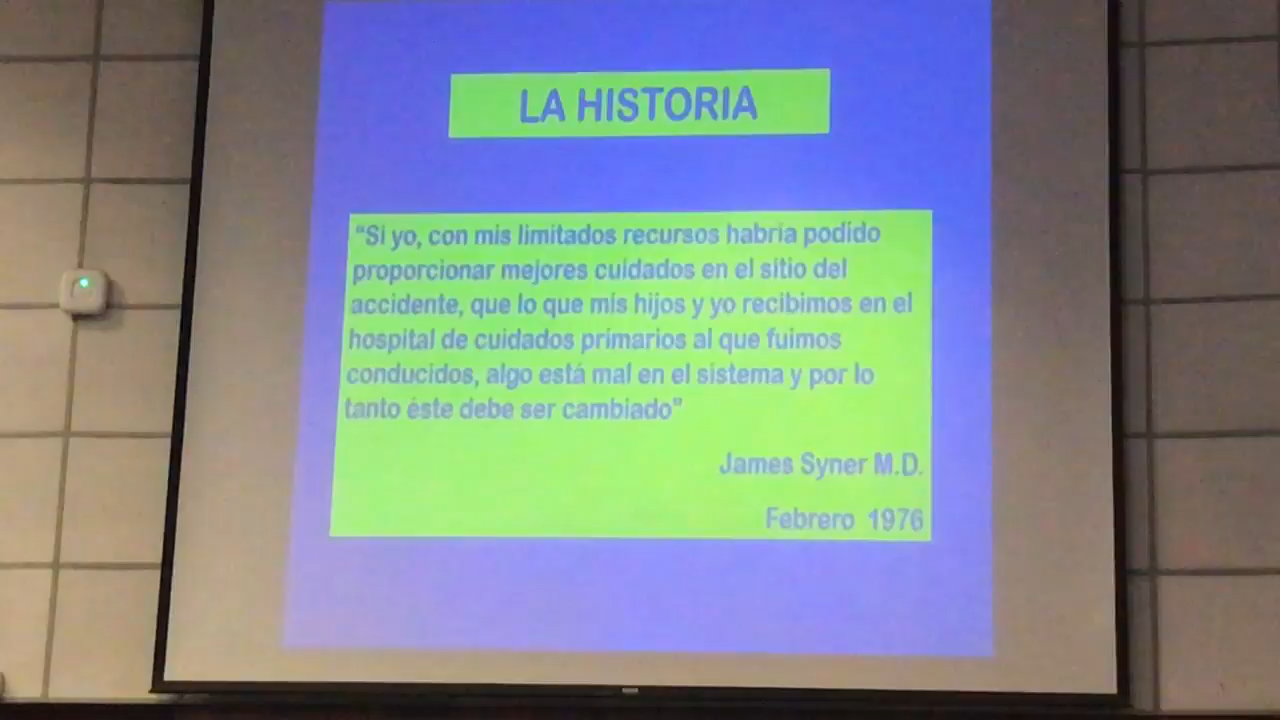 LA HISTORIA
“Si yo, con mis limitados recursos habría podido
proporcionar mejores cuidados en el sitio del
accidente, que lo que mis hijos y yo recibimos en el
hospital de cuidados primarios al que fuimos
conducidos, algo está mal en el sistema y por lo
tanto éste debe ser cambiado”
James Syner M.D.
Febrero 1976